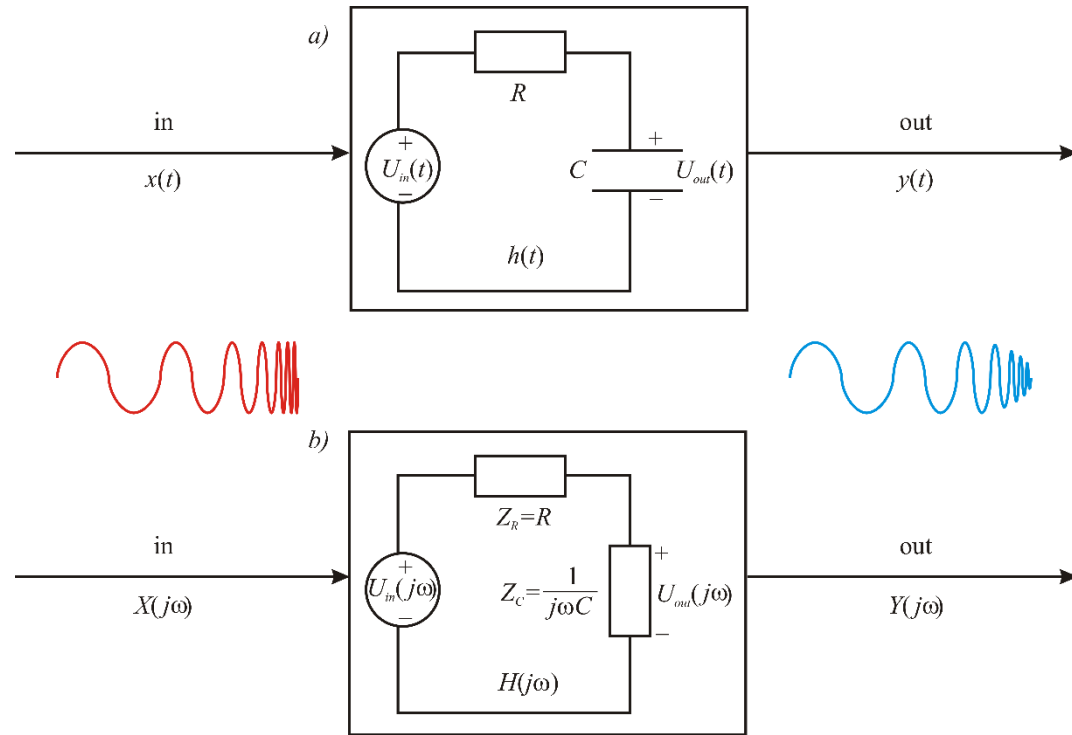 a)
R
in
x(t)
+
U_in(t)
−
C
+
U_out(t)
−
h(t)
out
y(t)
b)
Z_R=R
in
X(jω)
+
U_in(jω)
−
Z_C=1/jωC
+
U_out(jω)
−
H(jω)
out
Y(jω)